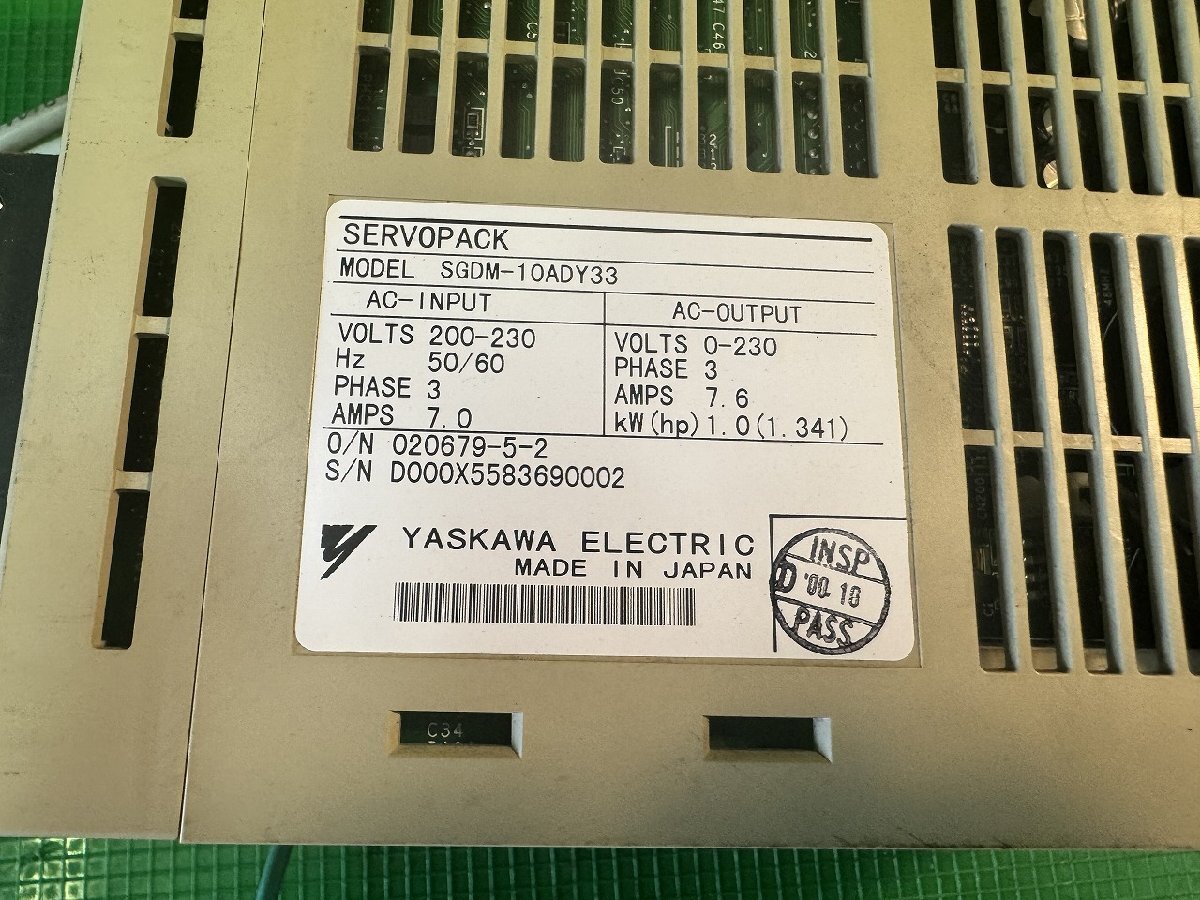 47 C46
SERVOPACK
MODEL SGDM-10ADY33
AC-INPUT
VOLTS 200-230
Hz 50/60
PHASE 3
AMPS 7.0
AC-OUTPUT
VOLTS 0-230
PHASE 3
AMPS 7.6
kW(hp) 1.0(1.341)
O/N 020679-5-2
S/N D000X5583690002
YASKAWA ELECTRIC
MADE IN JAPAN
INSP
D '00.10
PASS
C34